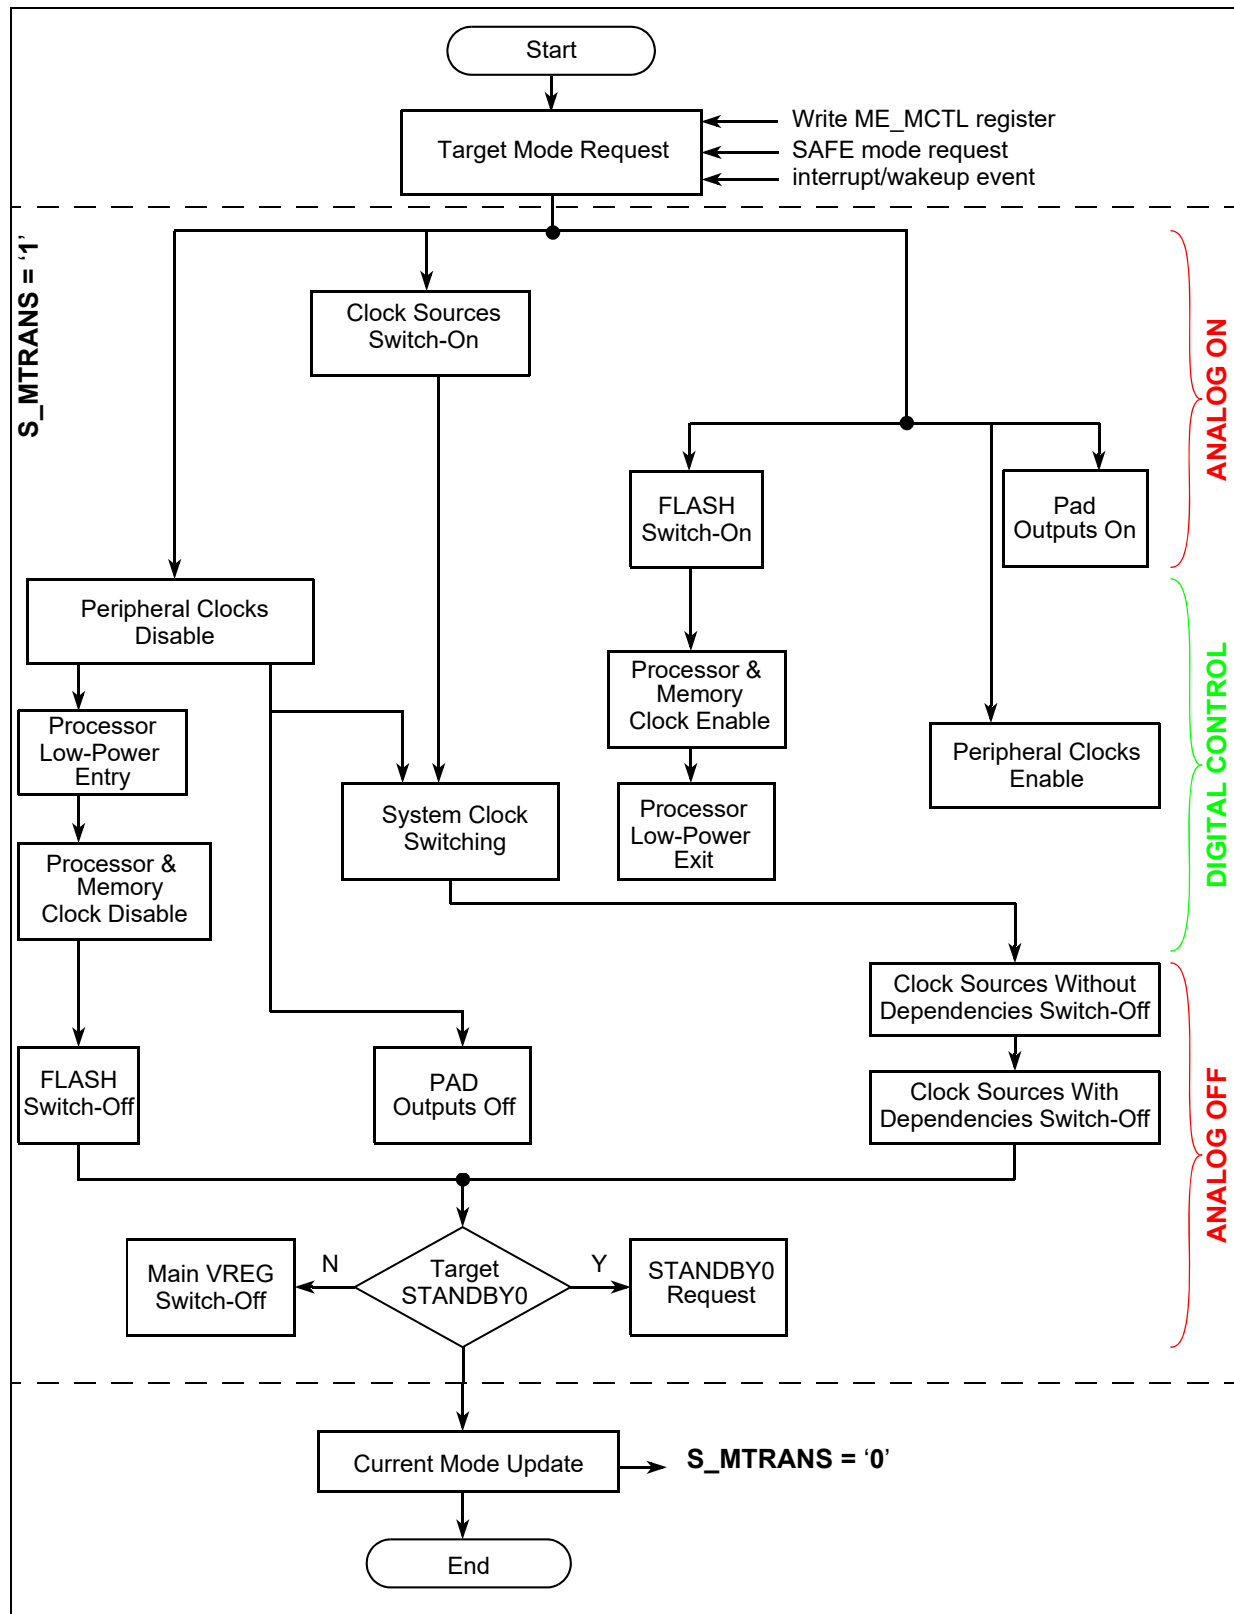 Start
Target Mode Request
Write ME_MCTL register
SAFE mode request
interrupt/wakeup event
S_MTRANS = ‘1’
ANALOG ON
Clock Sources
Switch-On
FLASH
Switch-On
Pad
Outputs On
Peripheral Clocks
Disable
DIGITAL CONTROL
Processor &
Memory
Clock Enable
Processor
Low-Power
Entry
Peripheral Clocks
Enable
System Clock
Switching
Processor
Low-Power
Exit
Processor &
Memory
Clock Disable
Clock Sources Without
Dependencies Switch-Off
ANALOG OFF
FLASH
Switch-Off
PAD
Outputs Off
Clock Sources With
Dependencies Switch-Off
Main VREG
Switch-Off
N
Target
STANDBY0
Y
STANDBY0
Request
Current Mode Update
S_MTRANS = ‘0’
End